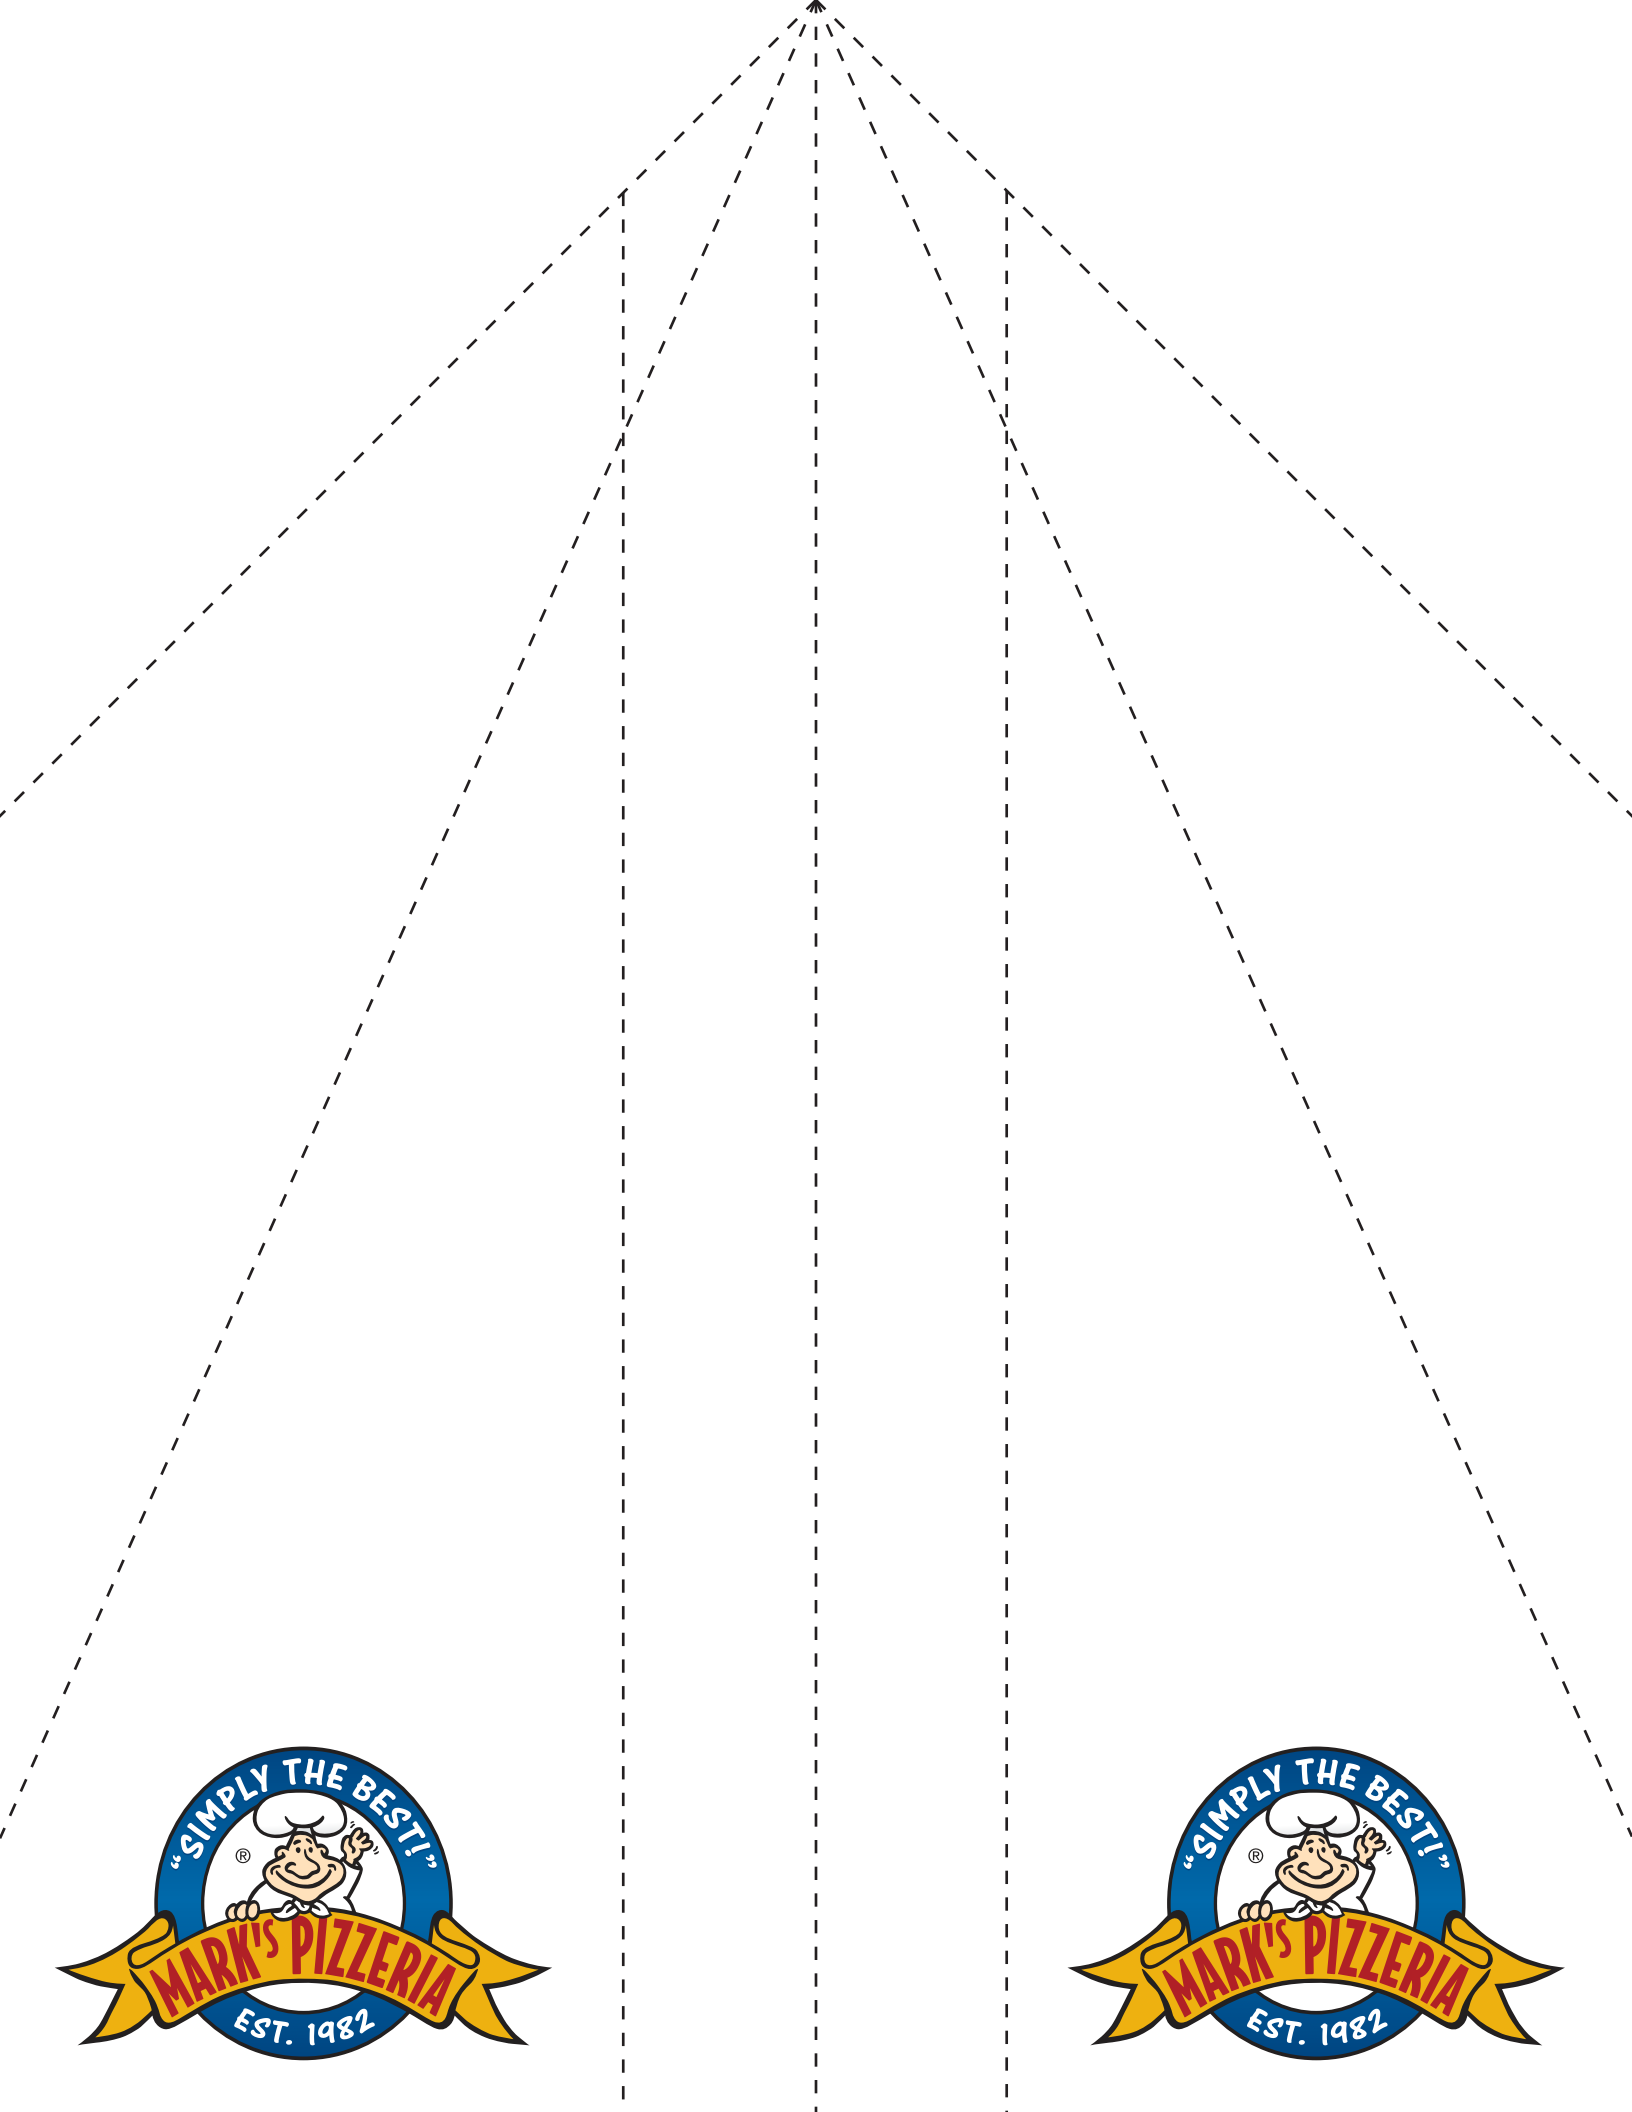 “SIMPLY THE BEST!”
®
MARK'S PIZZERIA
EST. 1982
“SIMPLY THE BEST!”
®
MARK'S PIZZERIA
EST. 1982